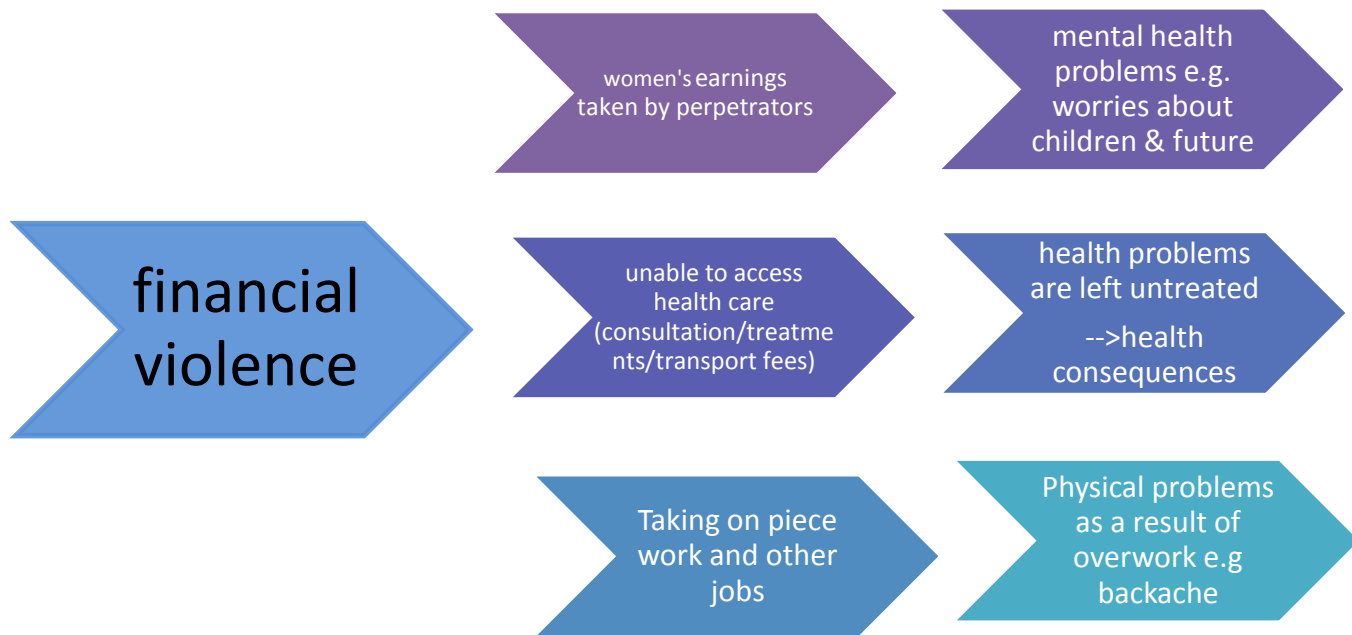 women's earnings
taken by perpetrators
mental health
problems e.g.
worries about
children & future
financial
violence
unable to access
health care
(consultation/treatme
nts/transport fees)
health problems
are left untreated
-->health
consequences
Taking on piece
work and other
jobs
Physical problems
as a result of
overwork e.g
backache